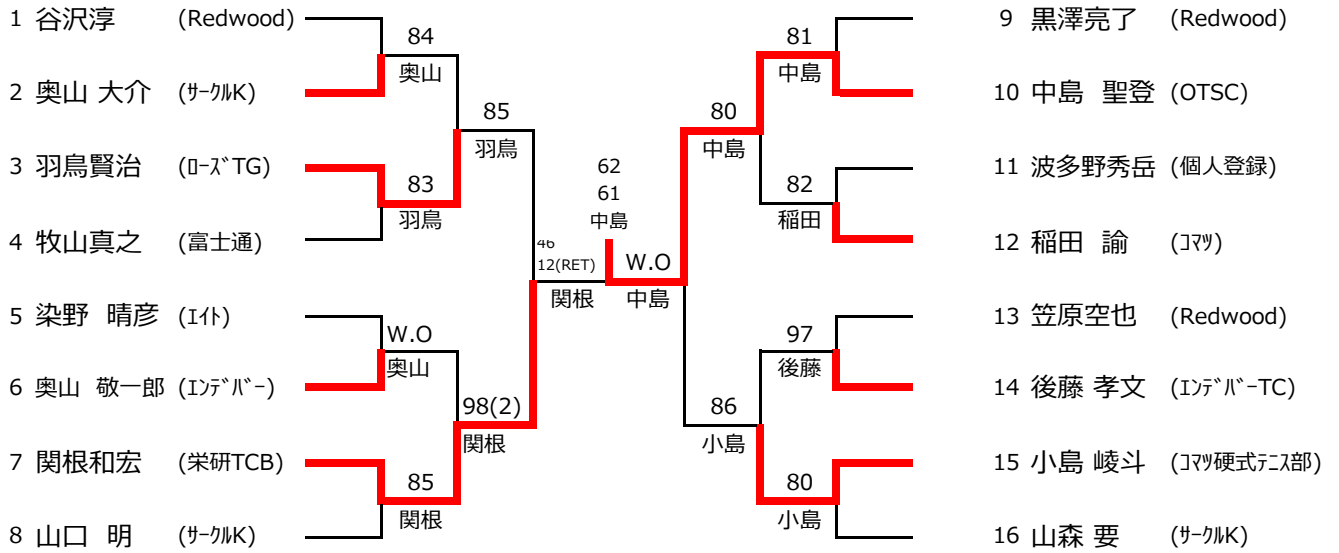 1 谷沢淳 (Redwood)
84
奥山
2 奥山 大介 (ｻｰｸﾙK)
85
羽鳥
3 羽鳥賢治 (ﾛｰｽﾞTG)
83
羽鳥
4 牧山真之 (富士通)
46
12(RET)
関根
5 染野 晴彦 (ｴｲﾄ)
W.O
奥山
6 奥山 敬一郎 (ｴﾝﾃﾞﾊﾞｰ)
98(2)
関根
7 関根和宏 (栄研TCB)
85
関根
8 山口 明 (ｻｰｸﾙK)
62
61
中島
W.O
中島
9 黒澤亮了 (Redwood)
81
中島
10 中島 聖登 (OTSC)
80
中島
11 波多野秀岳 (個人登録)
82
稲田
12 稲田 諭 (ｺﾏﾂ)
13 笠原空也 (Redwood)
97
後藤
14 後藤 孝文 (ｴﾝﾃﾞﾊﾞｰTC)
86
小島
15 小島 崚斗 (ｺﾏﾂ硬式ﾃﾆｽ部)
80
小島
16 山森 要 (ｻｰｸﾙK)